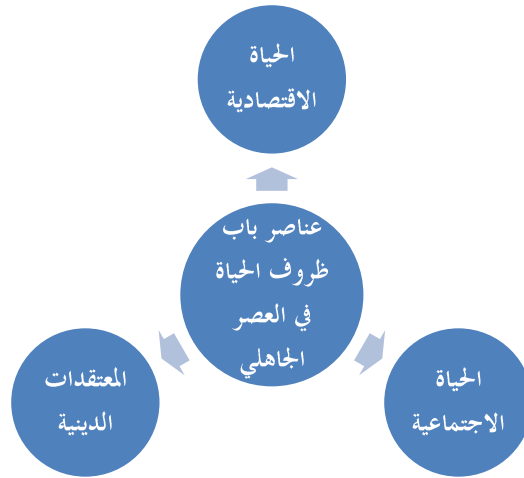 الحياة
الاقتصادية
عناصر باب
ظروف الحياة
في العصر
الجاهلي
الحياة
الاجتماعية
المعتقدات
الدينية